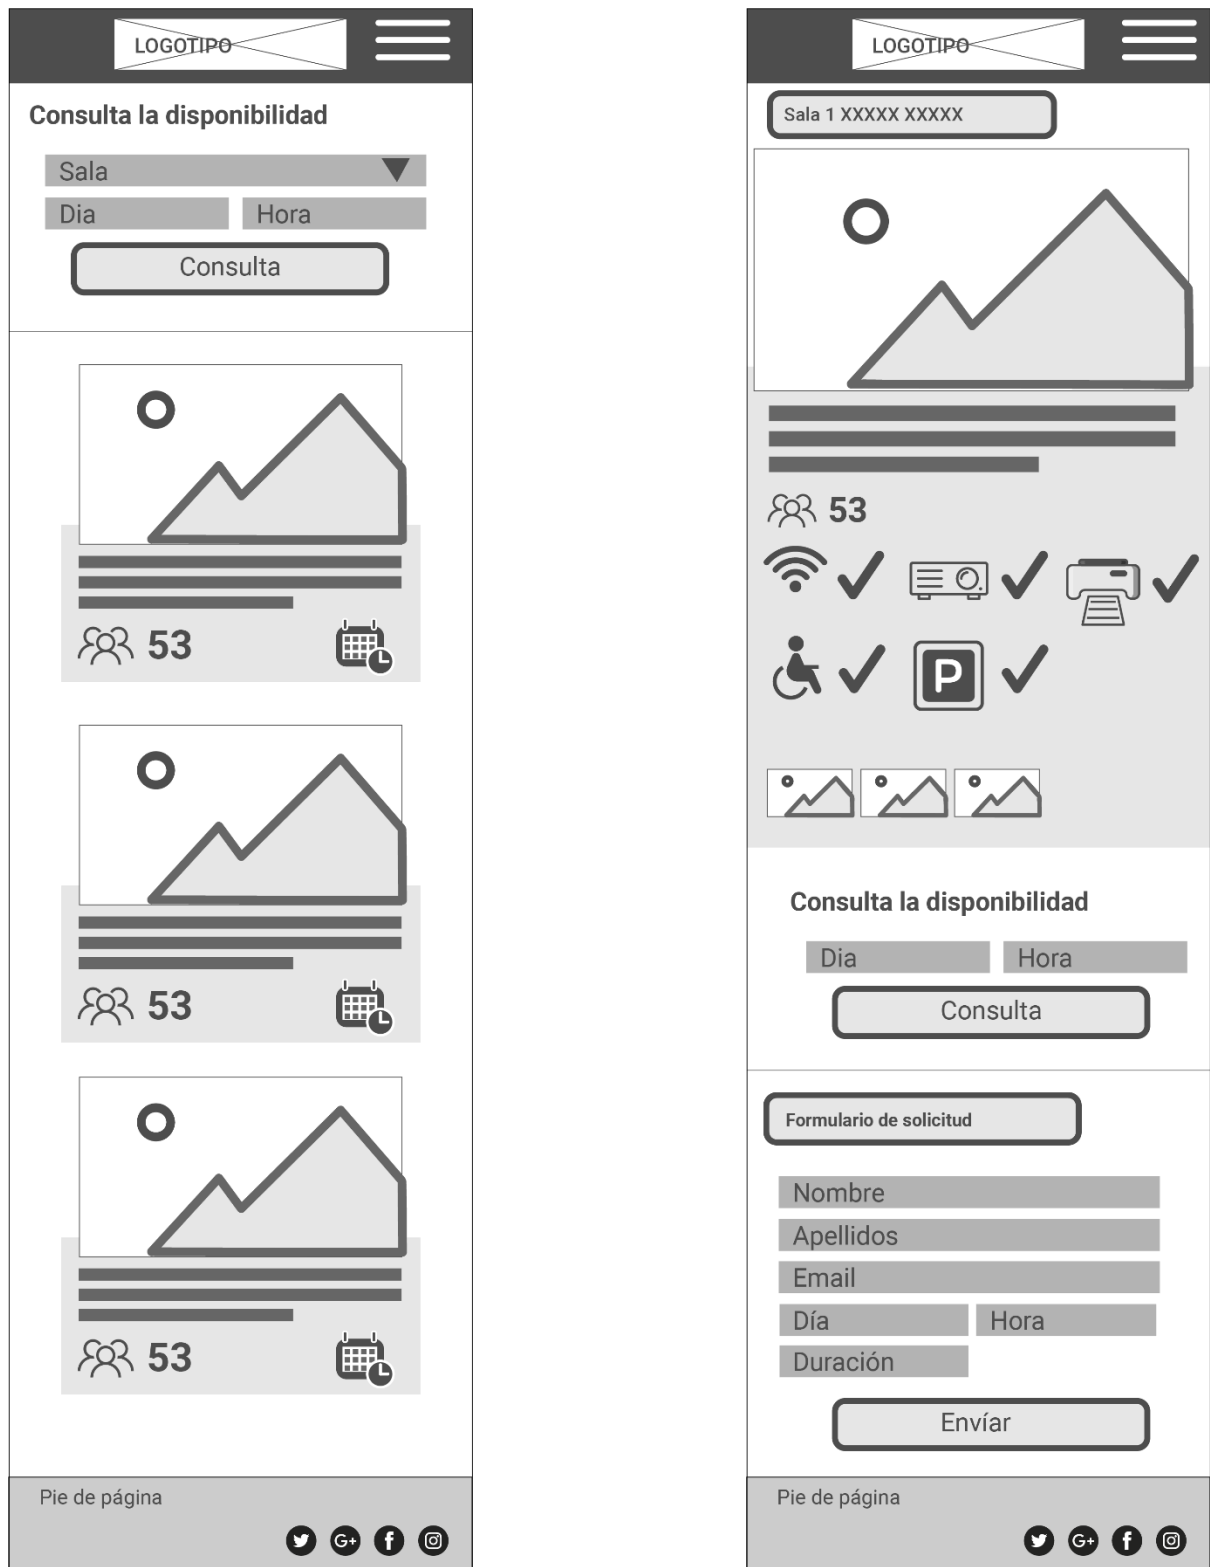 LOGOTIPO
Consulta la disponibilidad
Sala
Dia
Hora
Consulta
53
53
53
Pie de página
G+
f
LOGOTIPO
Sala 1 XXXXX XXXXX
53
P
Consulta la disponibilidad
Dia
Hora
Consulta
Formulario de solicitud
Nombre
Apellidos
Email
Día
Hora
Duración
Envíar
Pie de página
G+
f